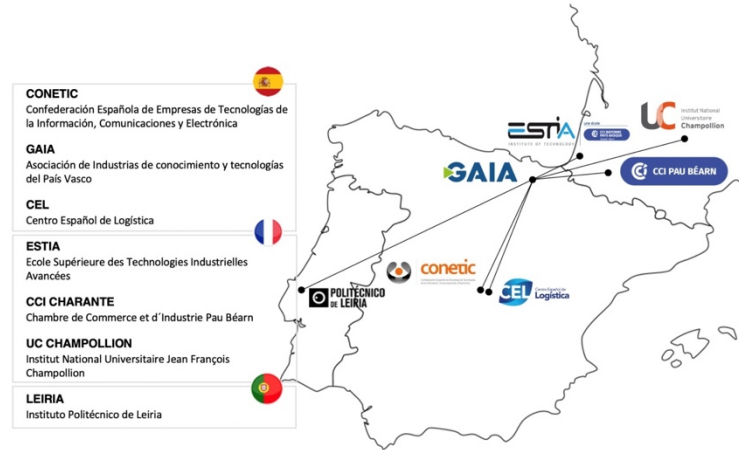 CONETIC
Confederación Española de Empresas de Tecnologías de
la Información, Comunicaciones y Electrónica
GAIA
Asociación de Industrias de conocimiento y tecnologías
del País Vasco
CEL
Centro Español de Logística
ESTIA
Ecole Supérieure des Technologies Industrielles
Avancées
CCI CHARANTE
Chambre de Commerce et d´Industrie Pau Béarn
UC CHAMPOLLION
Institut National Universitaire Jean François
Champollion
LEIRIA
Instituto Politécnico de Leiria
ESTIA
INSTITUTE OF TECHNOLOGY
CCI BAYONNE
PAYS BASQUE
UC
Institut National
Universitaire
Champollion
GAIA
CCI PAU BÉARN
conetic
POLITÉCNICO
DE LEIRIA
CEL
Centro Español de
Logística